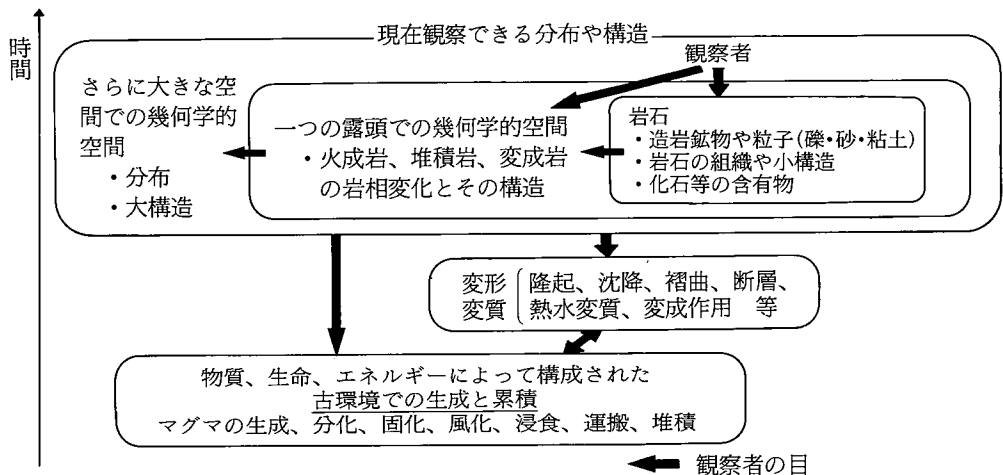 時間
現在観察できる分布や構造
観察者
さらに大きな空
間での幾何学的
空間
・分布
・大構造
一つの露頭での幾何学的空間
・火成岩、堆積岩、変成岩
の岩相変化とその構造
岩石
・造岩鉱物や粒子(礫・砂・粘土)
・岩石の組織や小構造
・化石等の含有物
変形
変質
隆起、沈降、褶曲、断層、
熱水変質、変成作用 等
物質、生命、エネルギーによって構成された
古環境での生成と累積
マグマの生成、分化、固化、風化、浸食、運搬、堆積
観察者の目